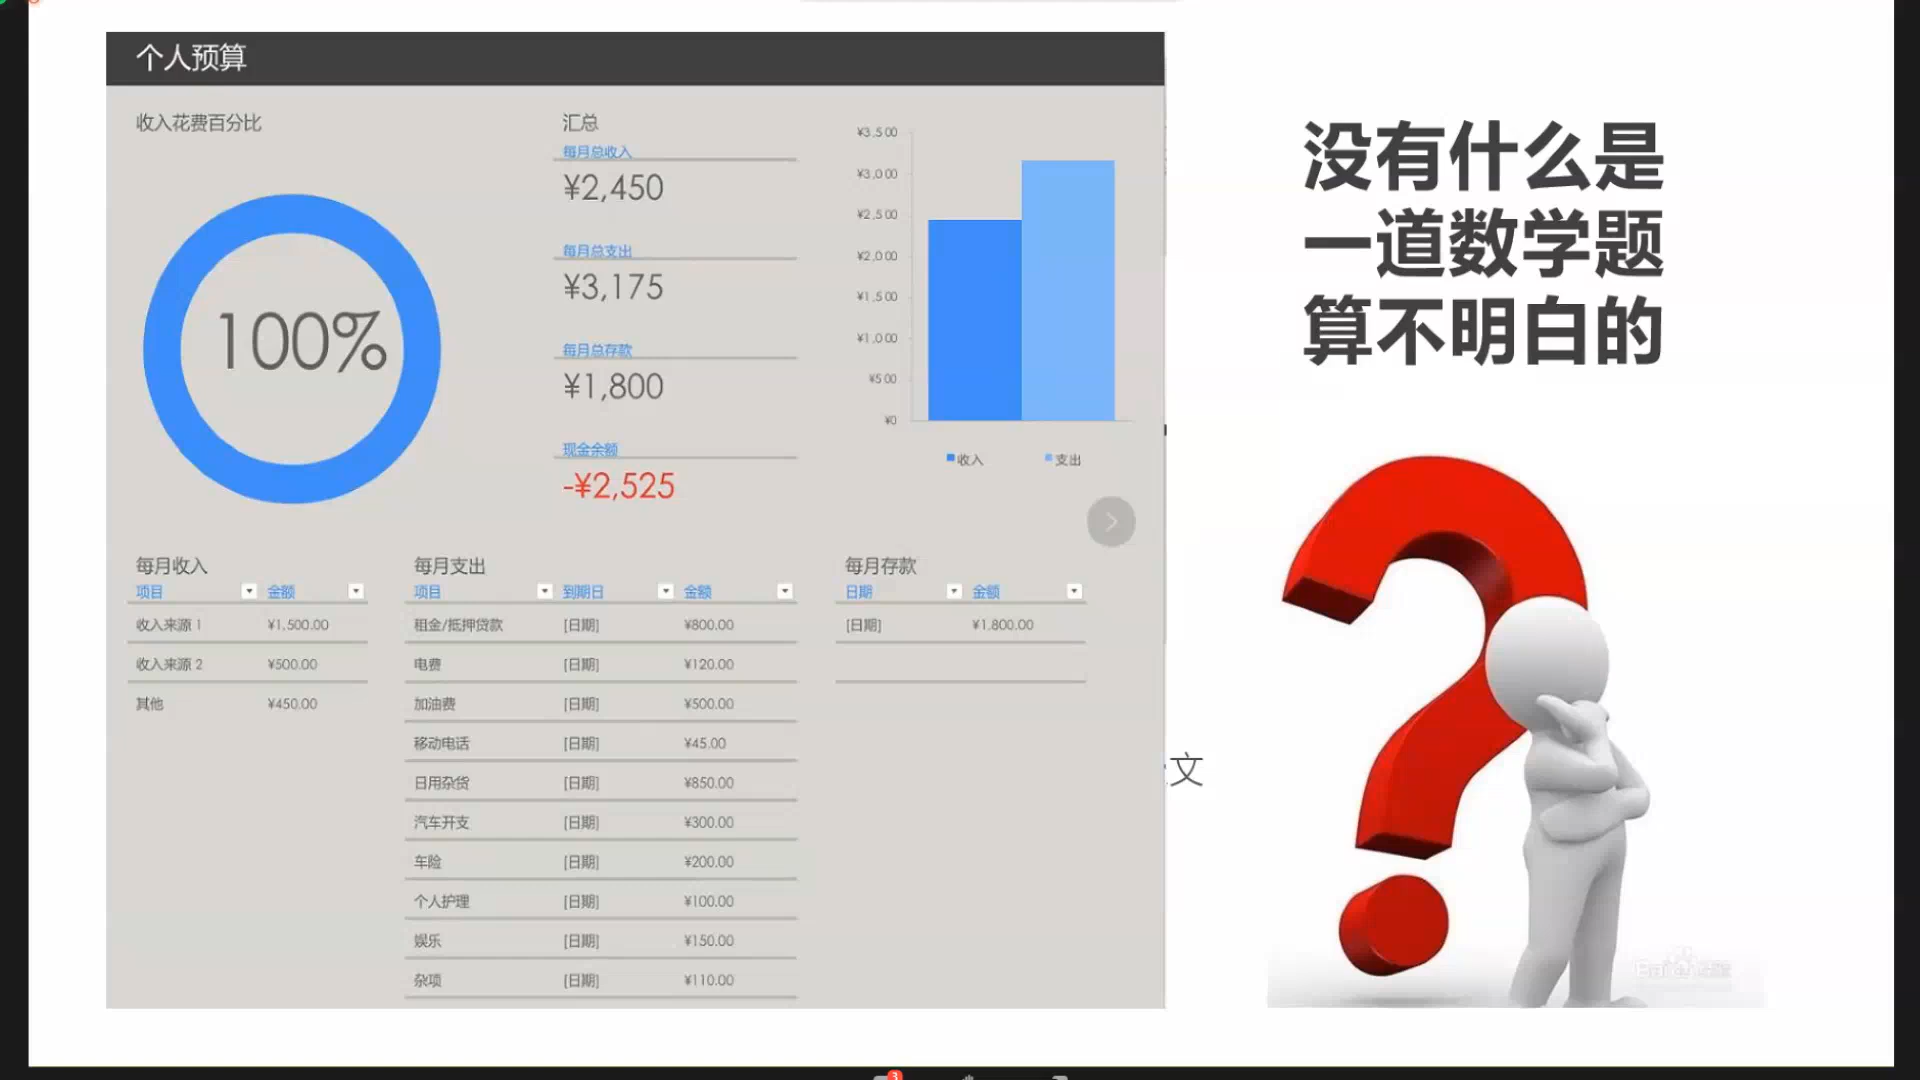 个人预算
收入花费百分比
100%
汇总
每月总收入
¥2,450
每月总支出
¥3,175
每月总存款
¥1,800
现金余额
-¥2,525
¥3,500
¥3,000
¥2,500
¥2,000
¥1,500
¥1,000
¥500
¥0
收入 支出
每月收入
项目 金额
收入来源 1 ¥1,500.00
收入来源 2 ¥500.00
其他 ¥450.00
每月支出
项目 到期日 金额
租金/抵押贷款 [日期] ¥800.00
电费 [日期] ¥120.00
加油费 [日期] ¥500.00
移动电话 [日期] ¥45.00
日用杂货 [日期] ¥850.00
汽车开支 [日期] ¥300.00
车险 [日期] ¥200.00
个人护理 [日期] ¥100.00
娱乐 [日期] ¥150.00
杂项 [日期] ¥110.00
每月存款
日期 金额
[日期] ¥1,800.00
文
没有什么是
一道数学题
算不明白的
3